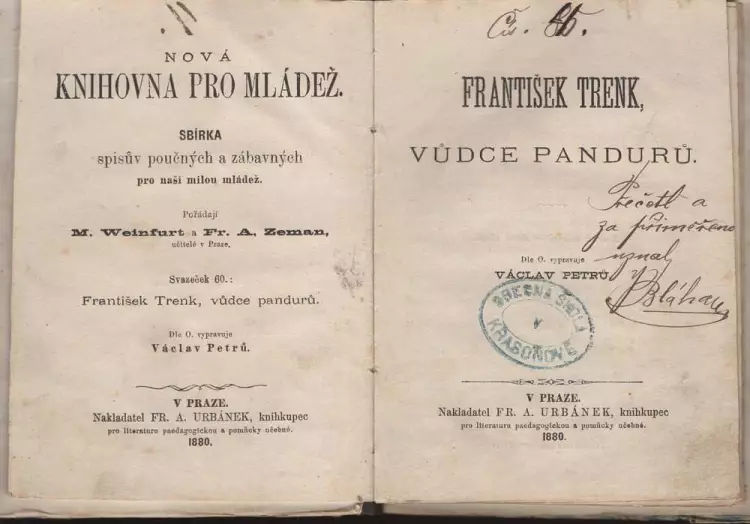 NOVÁ
KNIHOVNA PRO MLÁDEŽ.
SBÍRKA
spisův poučných a zábavných
pro naši milou mládež.
Pořádají
M. Weinfurt a Fr. A. Zeman,
učitelé v Praze.
Svazeček 60.:
František Trenk, vůdce pandurů.
Dle O. vypravuje
Václav Petrů.
V PRAZE.
Nakladatel FR. A. URBÁNEK, knihkupec
pro literaturu paedagogickou a pomůcky učebné.
1880.
Čís.
FRANTIŠEK TRENK,
VŮDCE PANDURŮ.
Přečetl a
za přiměřeno
uznal
Bláha
Dle O. vypravuje
VÁCLAV PETRŮ.
OBECNÁ ŠKOLA
V
KRASOŇOVĚ
V PRAZE.
Nakladatel FR. A. URBÁNEK, knihkupec
pro literaturu paedagogickou a pomůcky učebné.
1880.